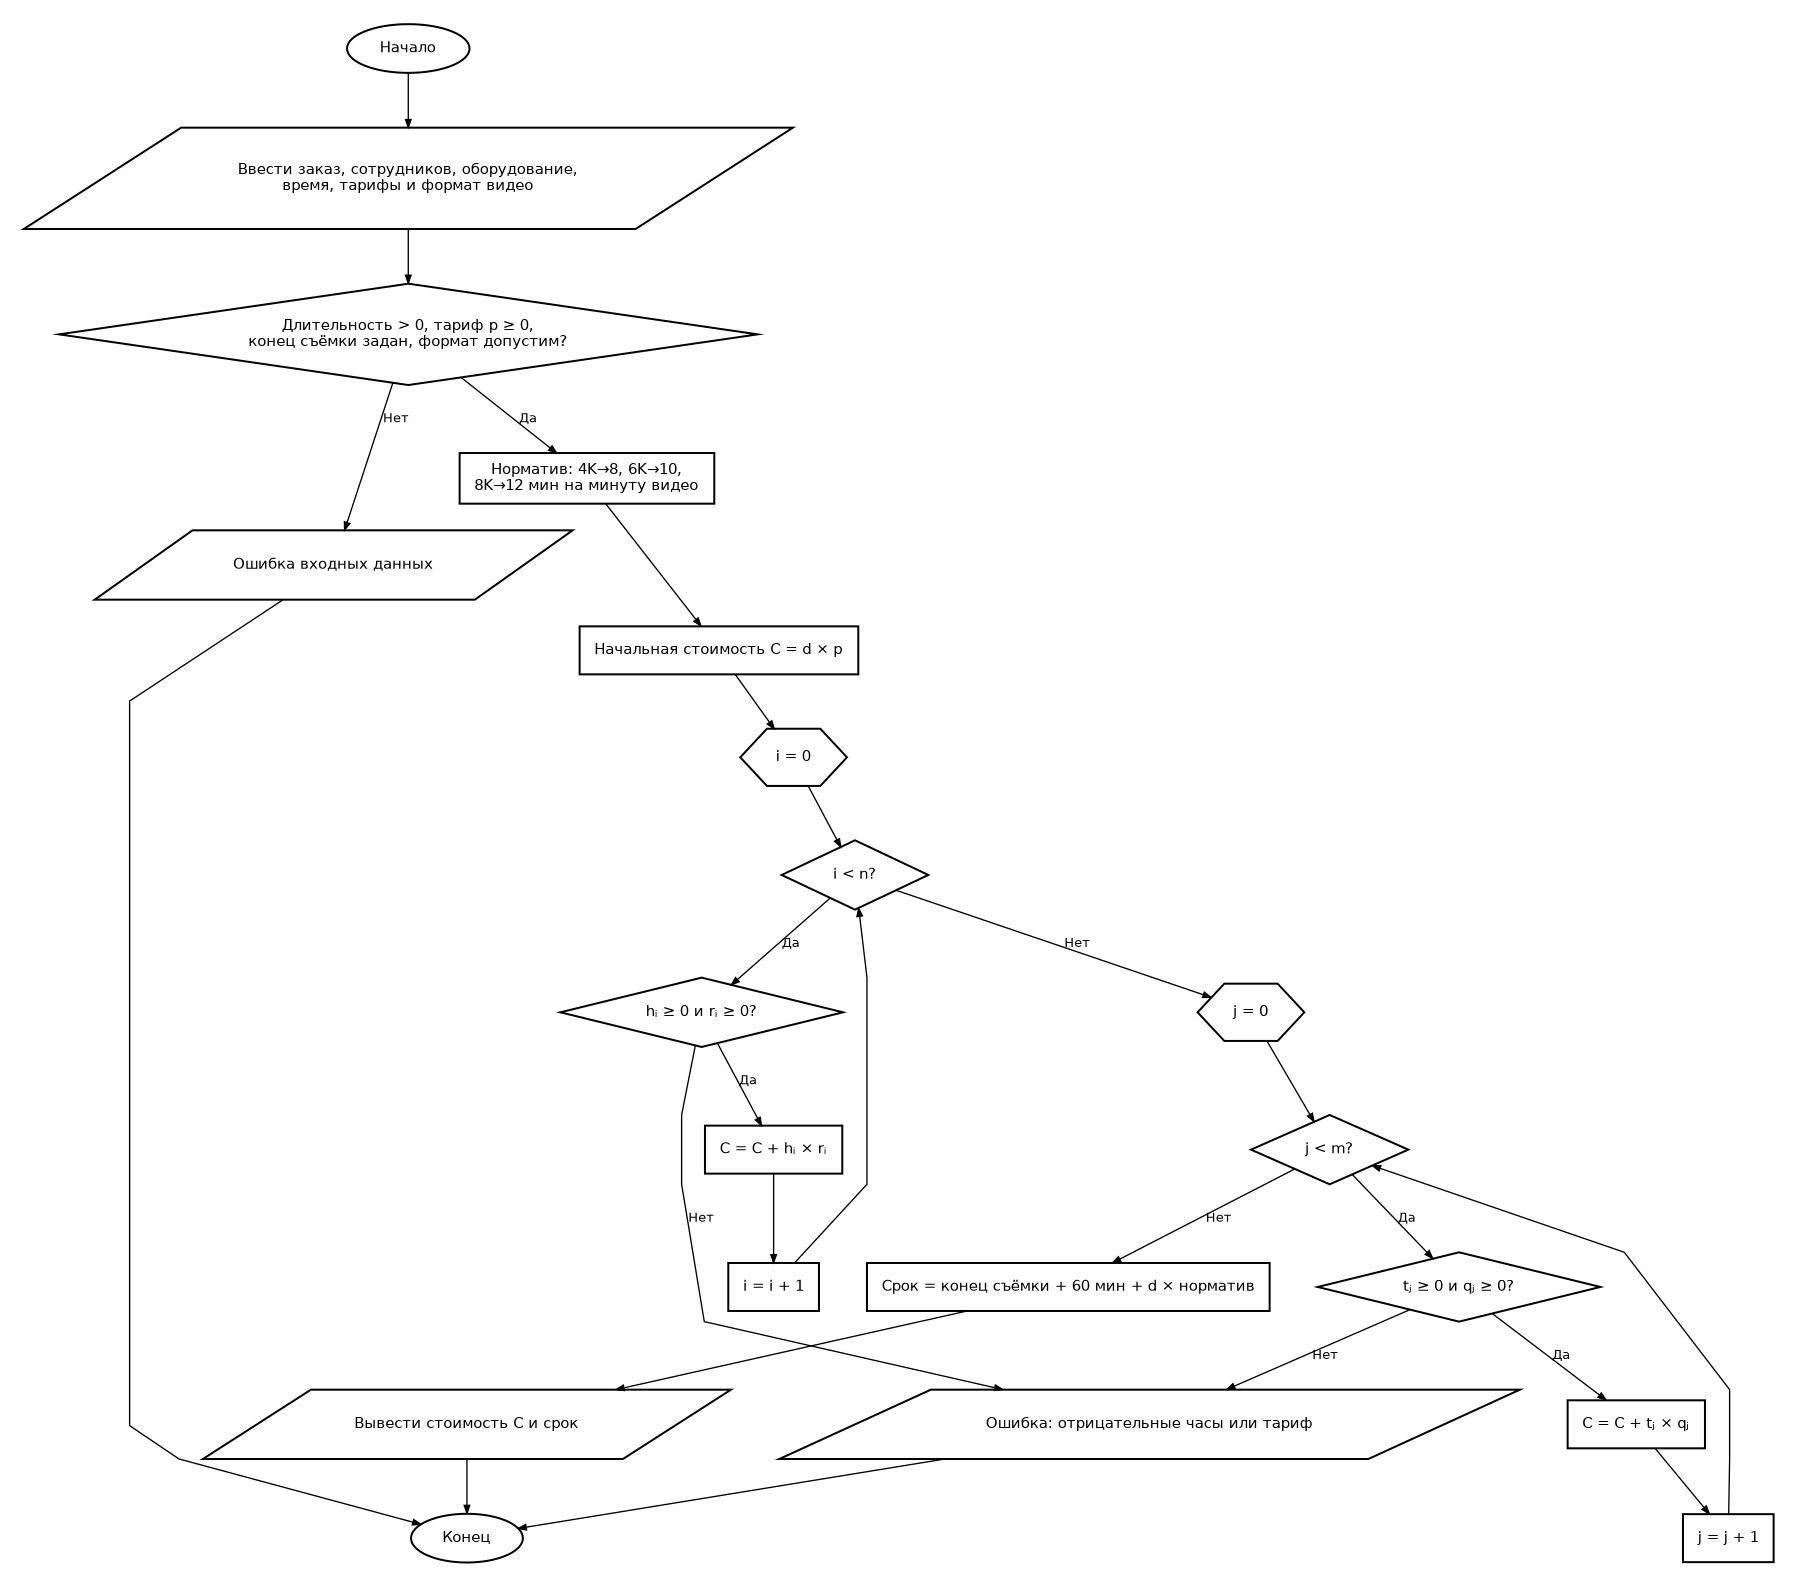 Начало
Ввести заказ, сотрудников, оборудование,
время, тарифы и формат видео
Длительность > 0, тариф p ≥ 0,
конец съёмки задан, формат допустим?
Нет
Да
Норматив: 4K→8, 6K→10,
8K→12 мин на минуту видео
Ошибка входных данных
Начальная стоимость C = d × p
i = 0
i < n?
Да
Нет
hᵢ ≥ 0 и rᵢ ≥ 0?
j = 0
Да
C = C + hᵢ × rᵢ
j < m?
Нет
Нет
Да
i = i + 1
Срок = конец съёмки + 60 мин + d × норматив
tⱼ ≥ 0 и qⱼ ≥ 0?
Нет
Да
Вывести стоимость C и срок
Ошибка: отрицательные часы или тариф
C = C + tⱼ × qⱼ
Конец
j = j + 1